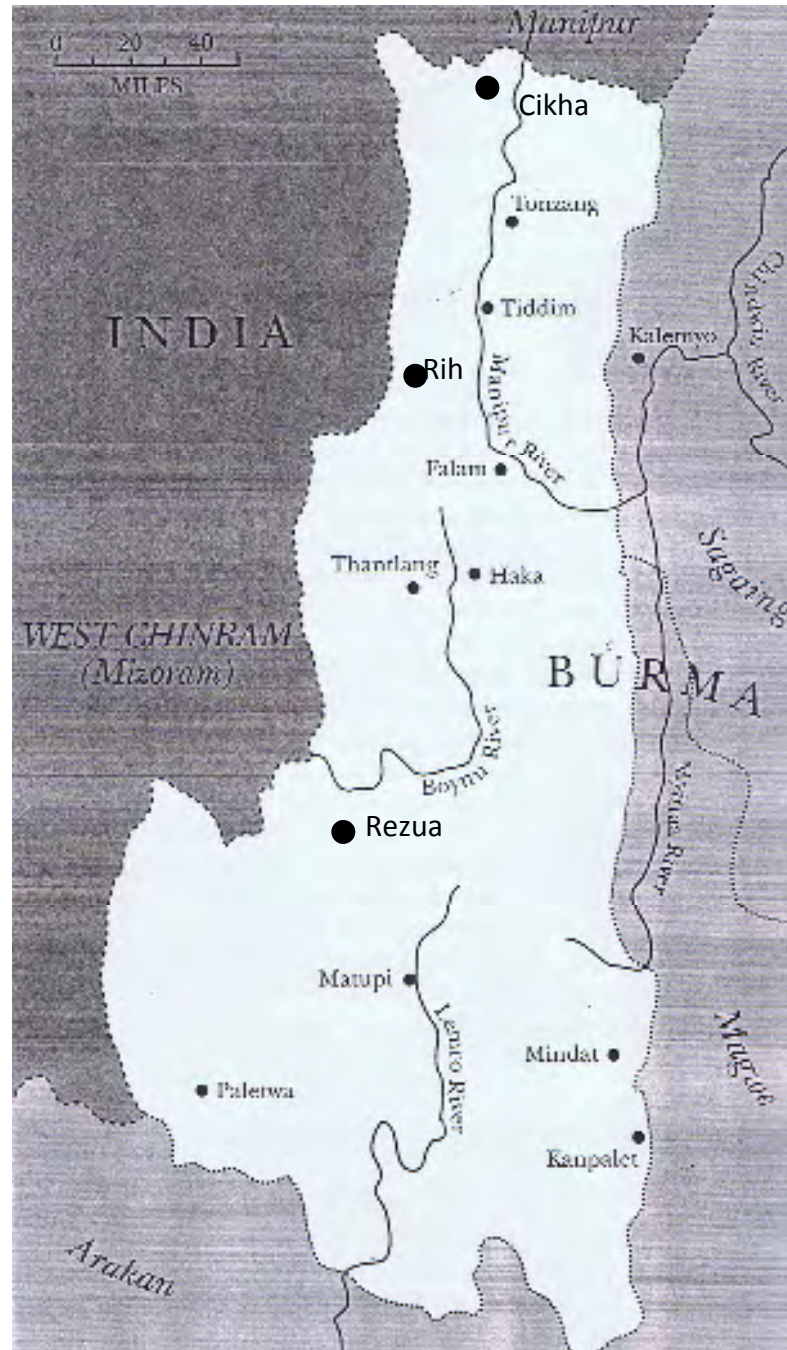 Manipur
0 20 40
MILES
Cikha
Tonzang
INDIA
Tiddim
Kalemyo
Chindwin River
Rih
Manipur River
Falam
Sagaing
Thantlang
Haka
WEST CHINRAM
(Mizoram)
BURMA
Boynu River
Rezua
River
Matupi
Lemro River
Magwe
Mindat
Paletwa
Kanpalet
Arakan